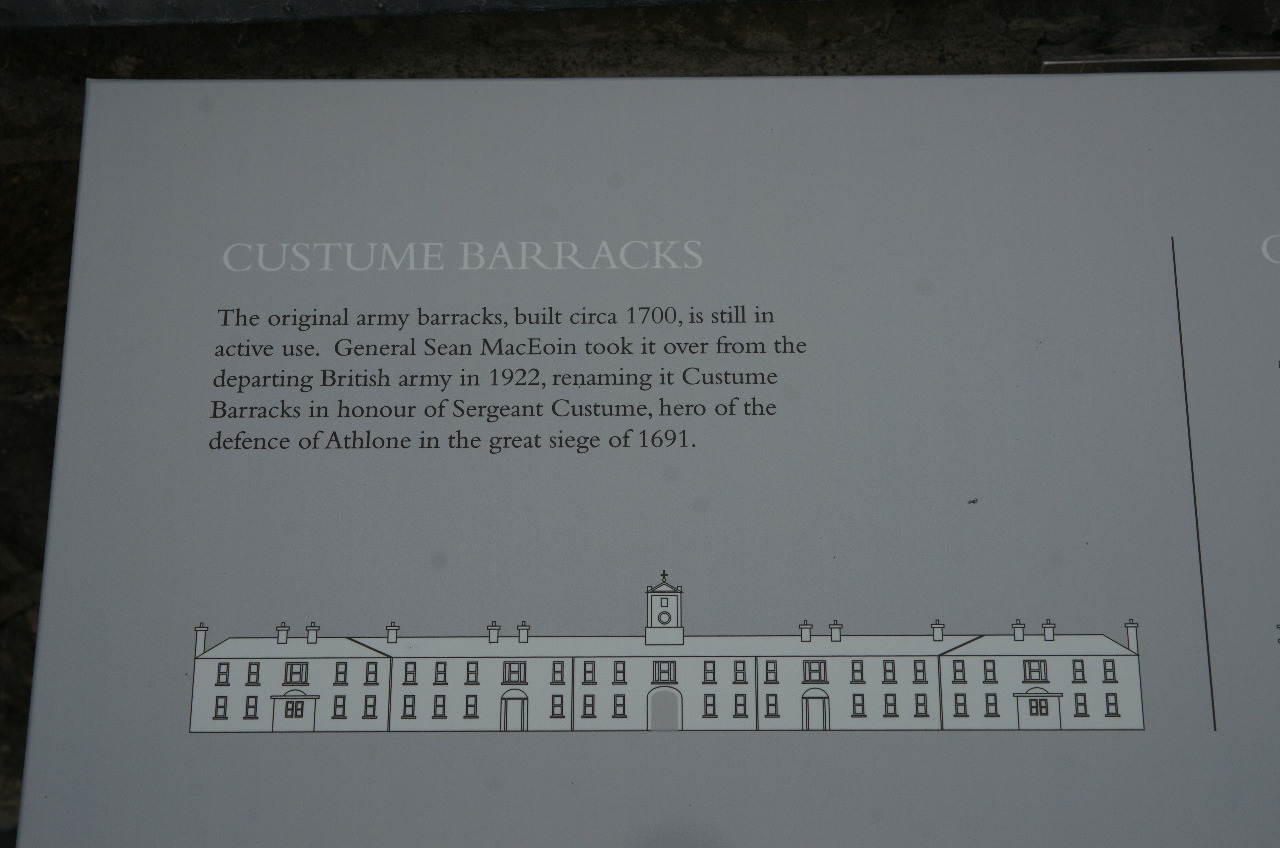 CUSTUME BARRACKS
The original army barracks, built circa 1700, is still in
active use. General Sean MacEoin took it over from the
departing British army in 1922, renaming it Custume
Barracks in honour of Sergeant Custume, hero of the
defence of Athlone in the great siege of 1691.